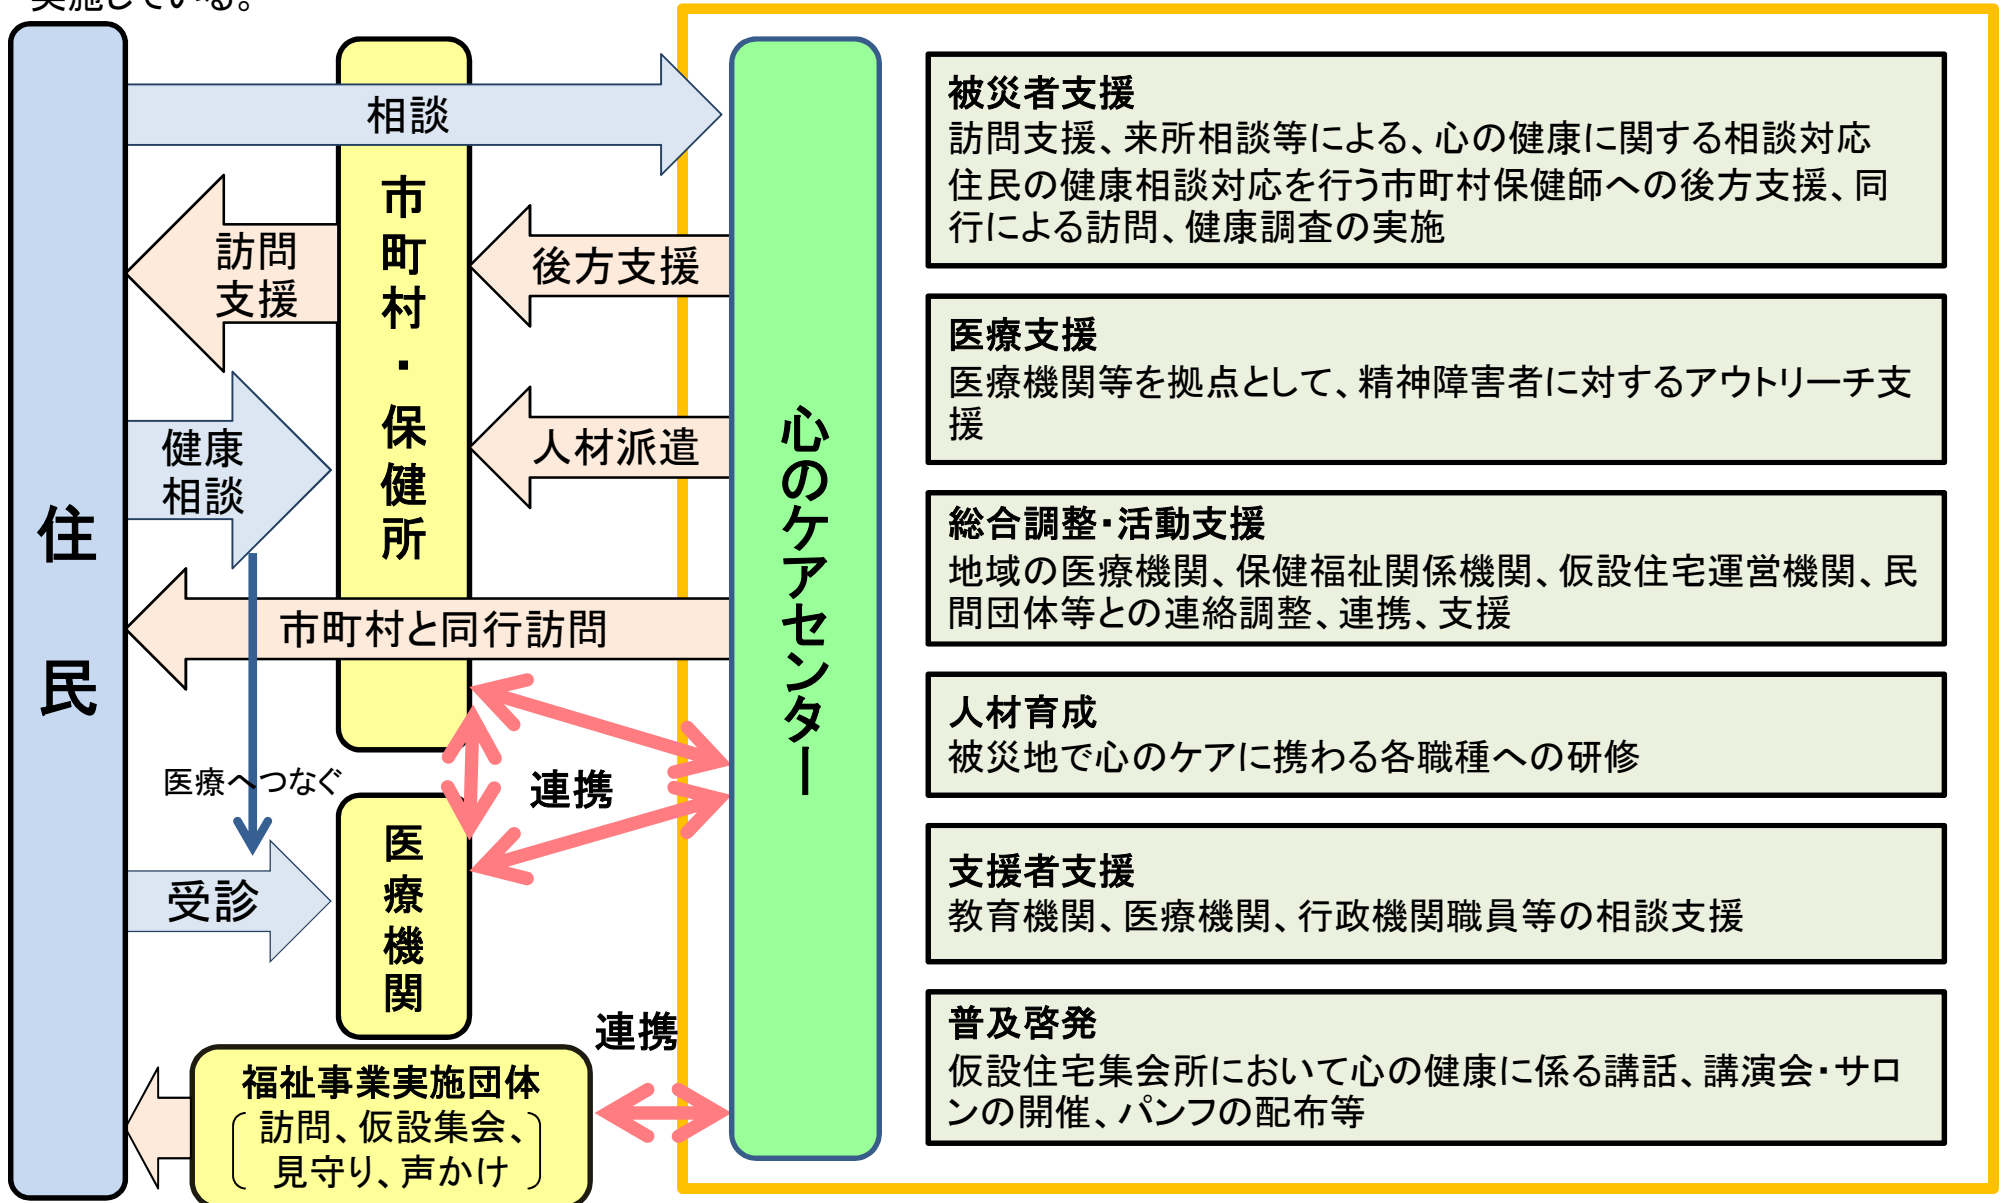 実施している。
住民
市町村・保健所
心のケアセンター
相談
訪問
支援
後方支援
健康
相談
人材派遣
市町村と同行訪問
医療へつなぐ
連携
医療機関
受診
連携
福祉事業実施団体
訪問、仮設集会、
見守り、声かけ
被災者支援
訪問支援、来所相談等による、心の健康に関する相談対応
住民の健康相談対応を行う市町村保健師への後方支援、同
行による訪問、健康調査の実施
医療支援
医療機関等を拠点として、精神障害者に対するアウトリーチ支
援
総合調整・活動支援
地域の医療機関、保健福祉関係機関、仮設住宅運営機関、民
間団体等との連絡調整、連携、支援
人材育成
被災地で心のケアに携わる各職種への研修
支援者支援
教育機関、医療機関、行政機関職員等の相談支援
普及啓発
仮設住宅集会所において心の健康に係る講話、講演会・サロ
ンの開催、パンフの配布等